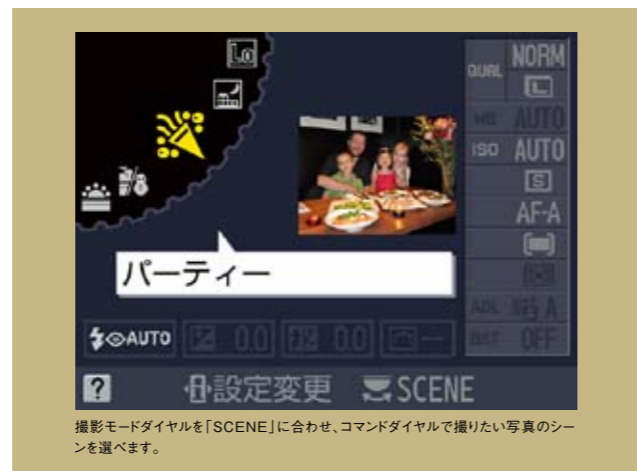 Lo
QUAL NORM
L
WB AUTO
ISO AUTO
S
AF-A
パーティー
ADL A
AUTO 0.0 0.0 --
BKT OFF
? 設定変更 SCENE
撮影モードダイヤルを「SCENE」に合わせ、コマンドダイヤルで撮りたい写真のシー
ンを選べます。